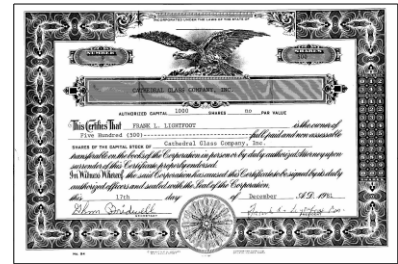 INCORPORATED UNDER THE LAWS OF THE STATE OF
NUMBER
SHARES
500
CATHEDRAL GLASS COMPANY, INC.
AUTHORIZED CAPITAL 1000 SHARES no PAR VALUE
This Certifies That FRANK L. LIGHTFOOT is the owner of
Five Hundred (500) full paid and non-assessable
SHARES OF THE CAPITAL STOCK OF Cathedral Glass Company, Inc.
transferable on the books of the Corporation in person or by duly authorized Attorney upon
surrender of this Certificate properly endorsed.
In Witness Whereof, the said Corporation has caused this Certificate to be signed by its duly
authorized officers and sealed with the Seal of the Corporation,
this 17th day of December A.D.
SECRETARY